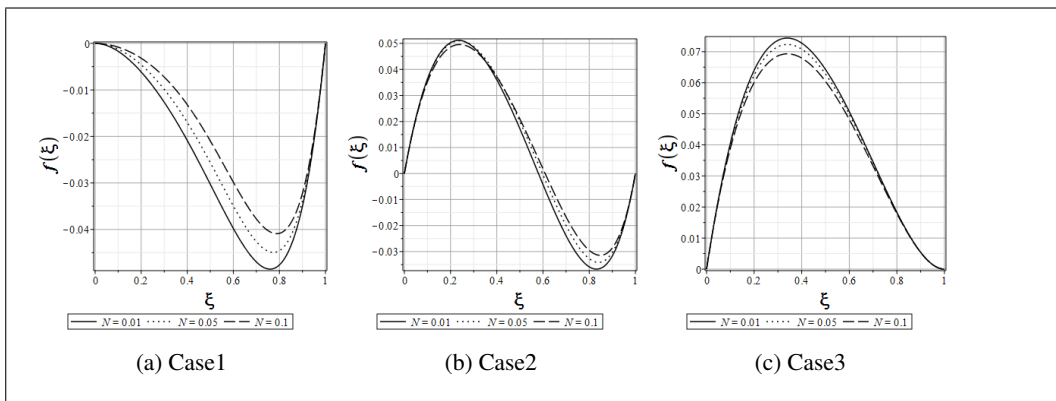 0
−0.01
−0.02
−0.03
−0.04
f(ξ)
0 0.2 0.4 0.6 0.8 1
ξ
N = 0.01 N = 0.05 N = 0.1
(a) Case1
0.05
0.04
0.03
0.02
0.01
0
−0.01
−0.02
−0.03
f(ξ)
0 0.2 0.4 0.6 0.8 1
ξ
N = 0.01 N = 0.05 N = 0.1
(b) Case2
0.07
0.06
0.05
0.04
0.03
0.02
0.01
0
f(ξ)
0 0.2 0.4 0.6 0.8 1
ξ
N = 0.01 N = 0.05 N = 0.1
(c) Case3